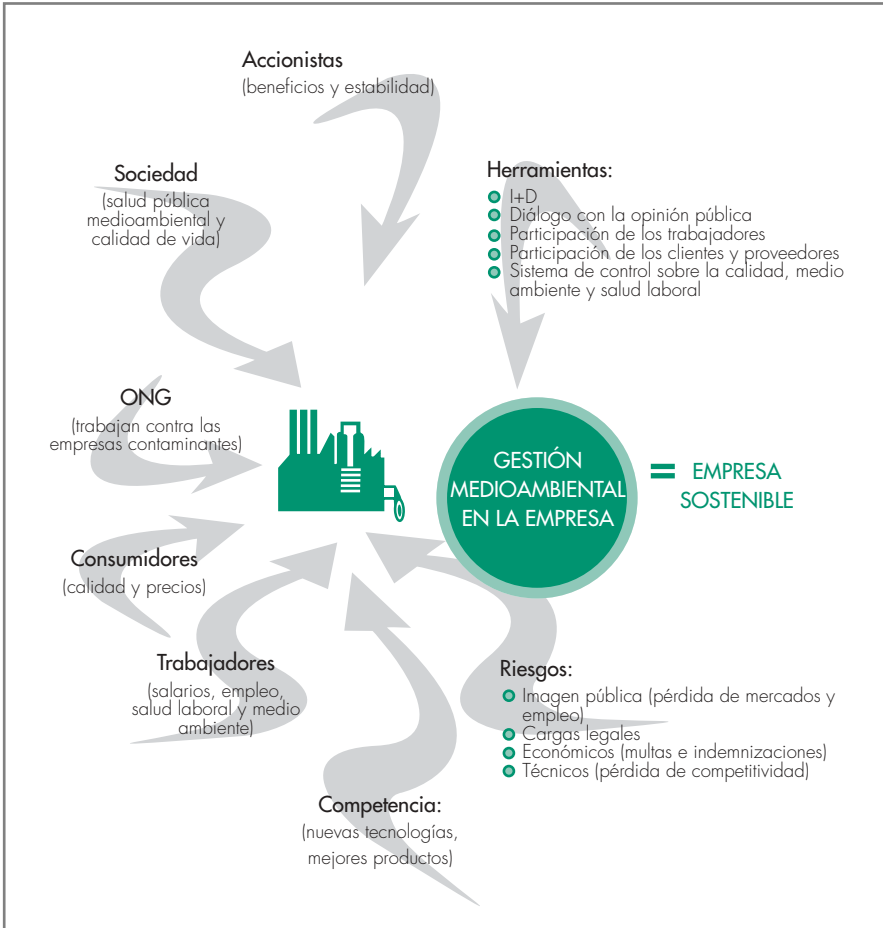 Accionistas
(beneficios y estabilidad)
Sociedad
(salud pública
medioambiental y
calidad de vida)
Herramientas:
I+D
Diálogo con la opinión pública
Participación de los trabajadores
Participación de los clientes y proveedores
Sistema de control sobre la calidad, medio
ambiente y salud laboral
ONG
(trabajan contra las
empresas contaminantes)
GESTIÓN
MEDIOAMBIENTAL
EN LA EMPRESA
= EMPRESA
SOSTENIBLE
Consumidores
(calidad y precios)
Trabajadores
(salarios, empleo,
salud laboral y medio
ambiente)
Riesgos:
Imagen pública (pérdida de mercados y
empleo)
Cargas legales
Económicos (multas e indemnizaciones)
Técnicos (pérdida de competitividad)
Competencia:
(nuevas tecnologías,
mejores productos)